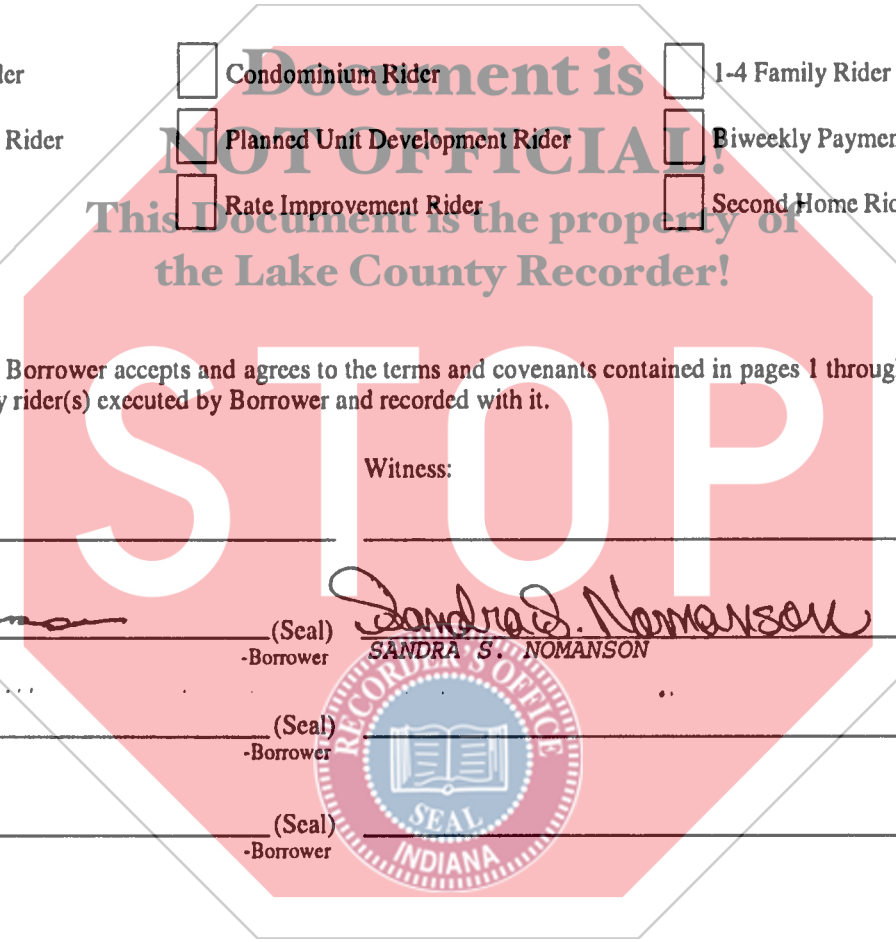 der Condominium Rider 1-4 Family Rider
Rider Planned Unit Development Rider Biweekly Paymen
Rate Improvement Rider Second Home Rid
Document is
NOT OFFICIAL!
This Document is the property of
the Lake County Recorder!
STOP
Borrower accepts and agrees to the terms and covenants contained in pages 1 throug
y rider(s) executed by Borrower and recorded with it.
Witness:
(Seal) Sandra S. Nomanson
-Borrower SANDRA S. NOMANSON
(Seal)
-Borrower
(Seal)
-Borrower
RECORDER'S OFFICE
SEAL
INDIANA